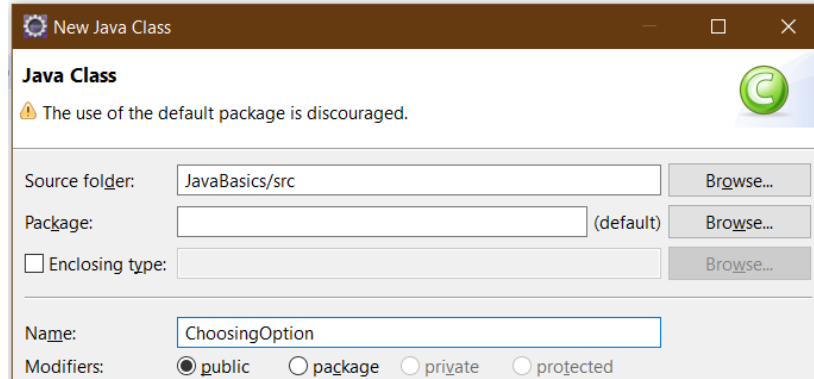 New Java Class
Java Class
The use of the default package is discouraged.
Source folder: JavaBasics/src Browse...
Package: (default) Browse...
Enclosing type: Browse...
Name: ChoosingOption
Modifiers: public package private protected